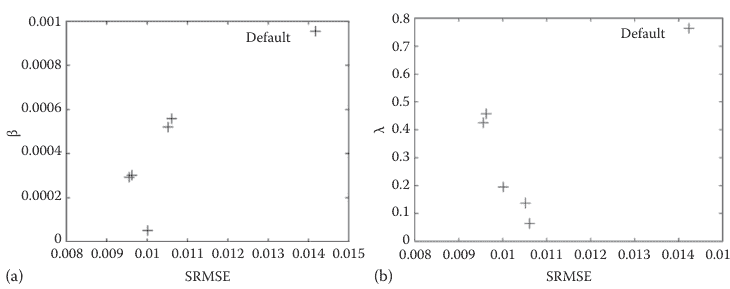 0.001
Default
0.0008
0.0006
β
0.0004
0.0002
0
0.008 0.009 0.01 0.011 0.012 0.013 0.014 0.015
(a)
SRMSE
0.8
Default
0.7
0.6
0.5
λ
0.4
0.3
0.2
0.1
0
0.008 0.009 0.01 0.011 0.012 0.013 0.014 0.01
(b)
SRMSE